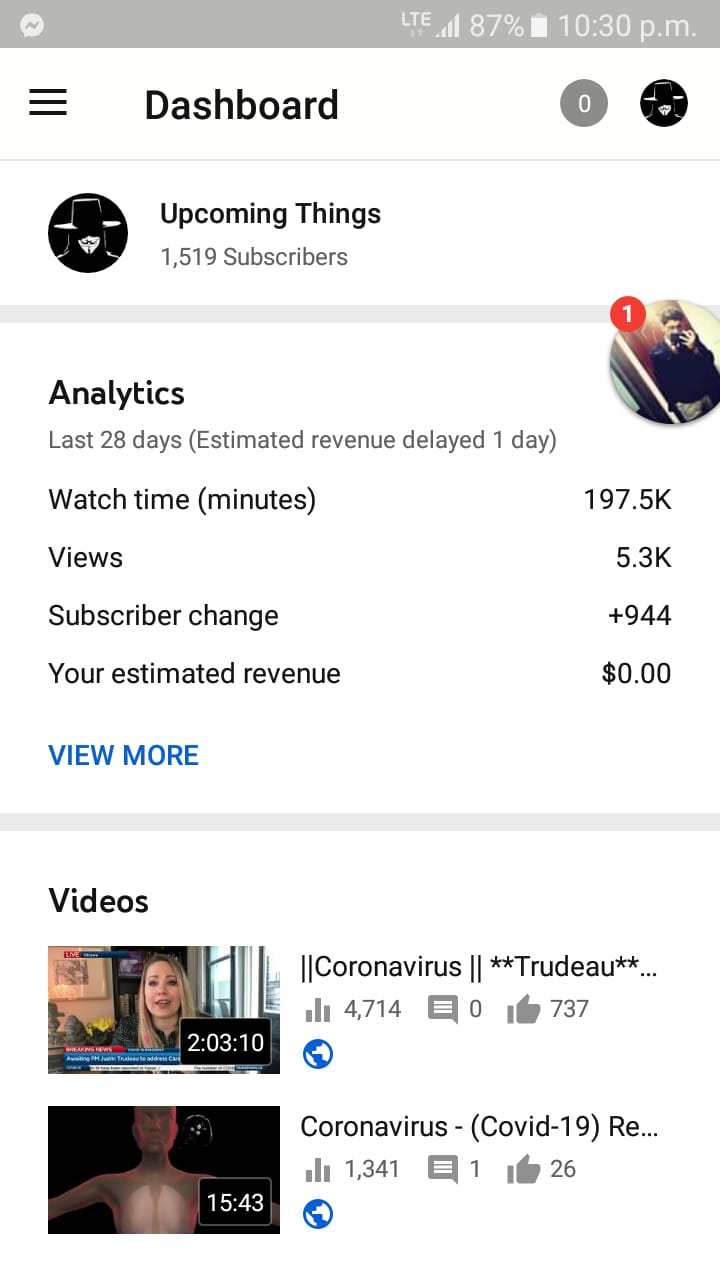 LTE 87% 10:30 p.m.
Dashboard
0
Upcoming Things
1,519 Subscribers
1
Analytics
Last 28 days (Estimated revenue delayed 1 day)
Watch time (minutes) 197.5K
Views 5.3K
Subscriber change +944
Your estimated revenue $0.00
VIEW MORE
Videos
||Coronavirus || **Trudeau**...
4,714 0 737
LIVE Ottawa
BREAKING NEWS
Awaiting PM Justin Trudeau to address
2:03:10
Coronavirus - (Covid-19) Re...
1,341 1 26
15:43